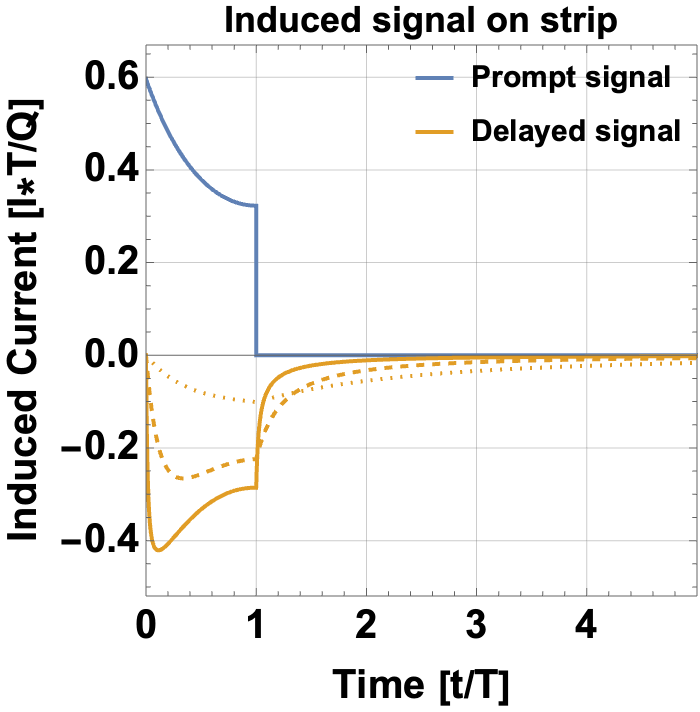 Induced signal on strip
Prompt signal
Delayed signal
Induced Current [I*T/Q]
0.6
0.4
0.2
0.0
−0.2
−0.4
0 1 2 3 4
Time [t/T]